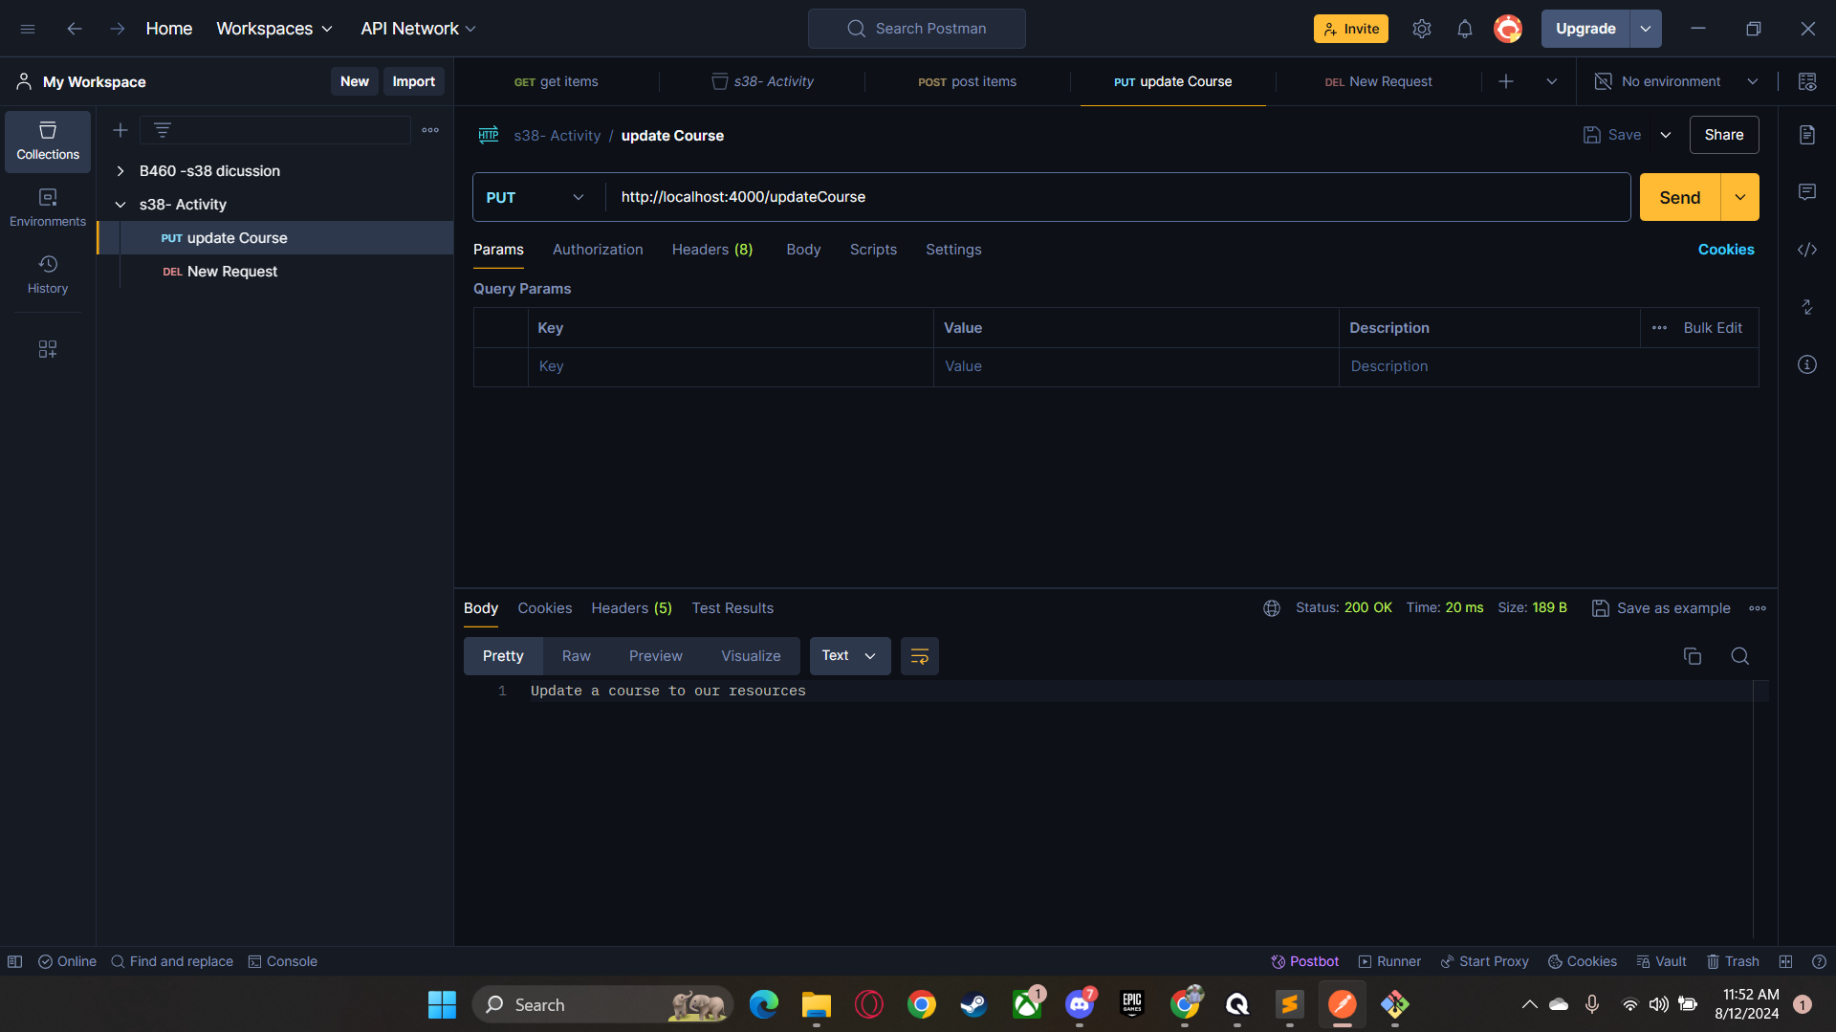 Home Workspaces API Network Search Postman Invite Upgrade
My Workspace New Import GET get items s38- Activity POST post items PUT update Course DEL New Request No environment
Collections
Environments
History
B460 -s38 dicussion
s38- Activity
PUT update Course
DEL New Request
HTTP s38- Activity / update Course Save Share
PUT http://localhost:4000/updateCourse Send
Params Authorization Headers (8) Body Scripts Settings Cookies
Query Params
Key Value Description Bulk Edit
Key Value Description
Body Cookies Headers (5) Test Results Status: 200 OK Time: 20 ms Size: 189 B Save as example
Pretty Raw Preview Visualize Text
1 Update a course to our resources
Online Find and replace Console Postbot Runner Start Proxy Cookies Vault Trash
Search 1 7 EPIC GAMES 11:52 AM
8/12/2024 1